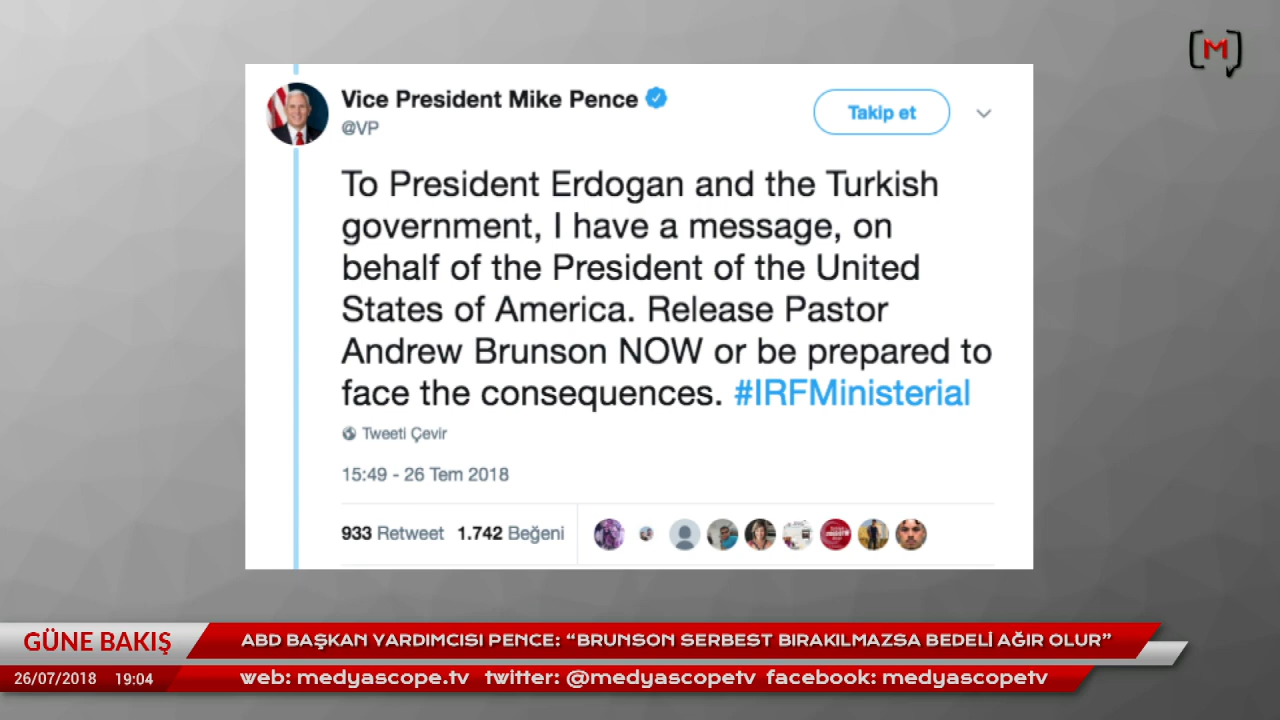 M
Vice President Mike Pence
@VP
Takip et
To President Erdogan and the Turkish
government, I have a message, on
behalf of the President of the United
States of America. Release Pastor
Andrew Brunson NOW or be prepared to
face the consequences. #IRFMinisterial
Tweeti Çevir
15:49 - 26 Tem 2018
933 Retweet 1.742 Beğeni
GÜNE BAKIŞ
ABD BAŞKAN YARDIMCISI PENCE: “BRUNSON SERBEST BIRAKILMAZSA BEDELİ AĞIR OLUR”
26/07/2018 19:04
web: medyascope.tv twitter: @medyascopetv facebook: medyascopetv